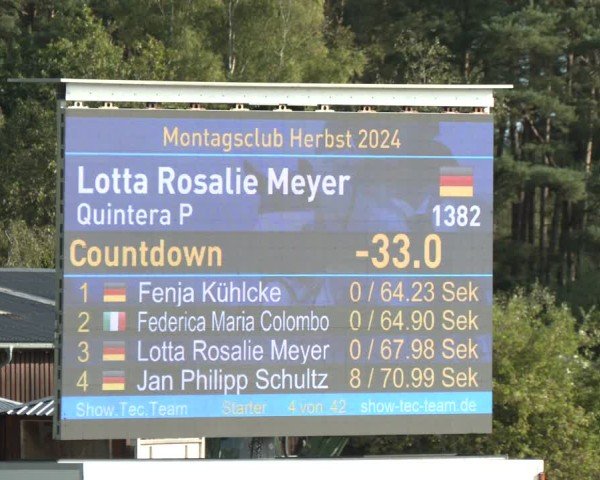 Montagsclub Herbst 2024
Lotta Rosalie Meyer
Quintera P 1382
Countdown -33.0
1 Fenja Kühlcke 0 / 64.23 Sek
2 Federica Maria Colombo 0 / 64.90 Sek
3 Lotta Rosalie Meyer 0 / 67.98 Sek
4 Jan Philipp Schultz 8 / 70.99 Sek
Show.Tec.Team Starter 4 von 42 show-tec-team.de